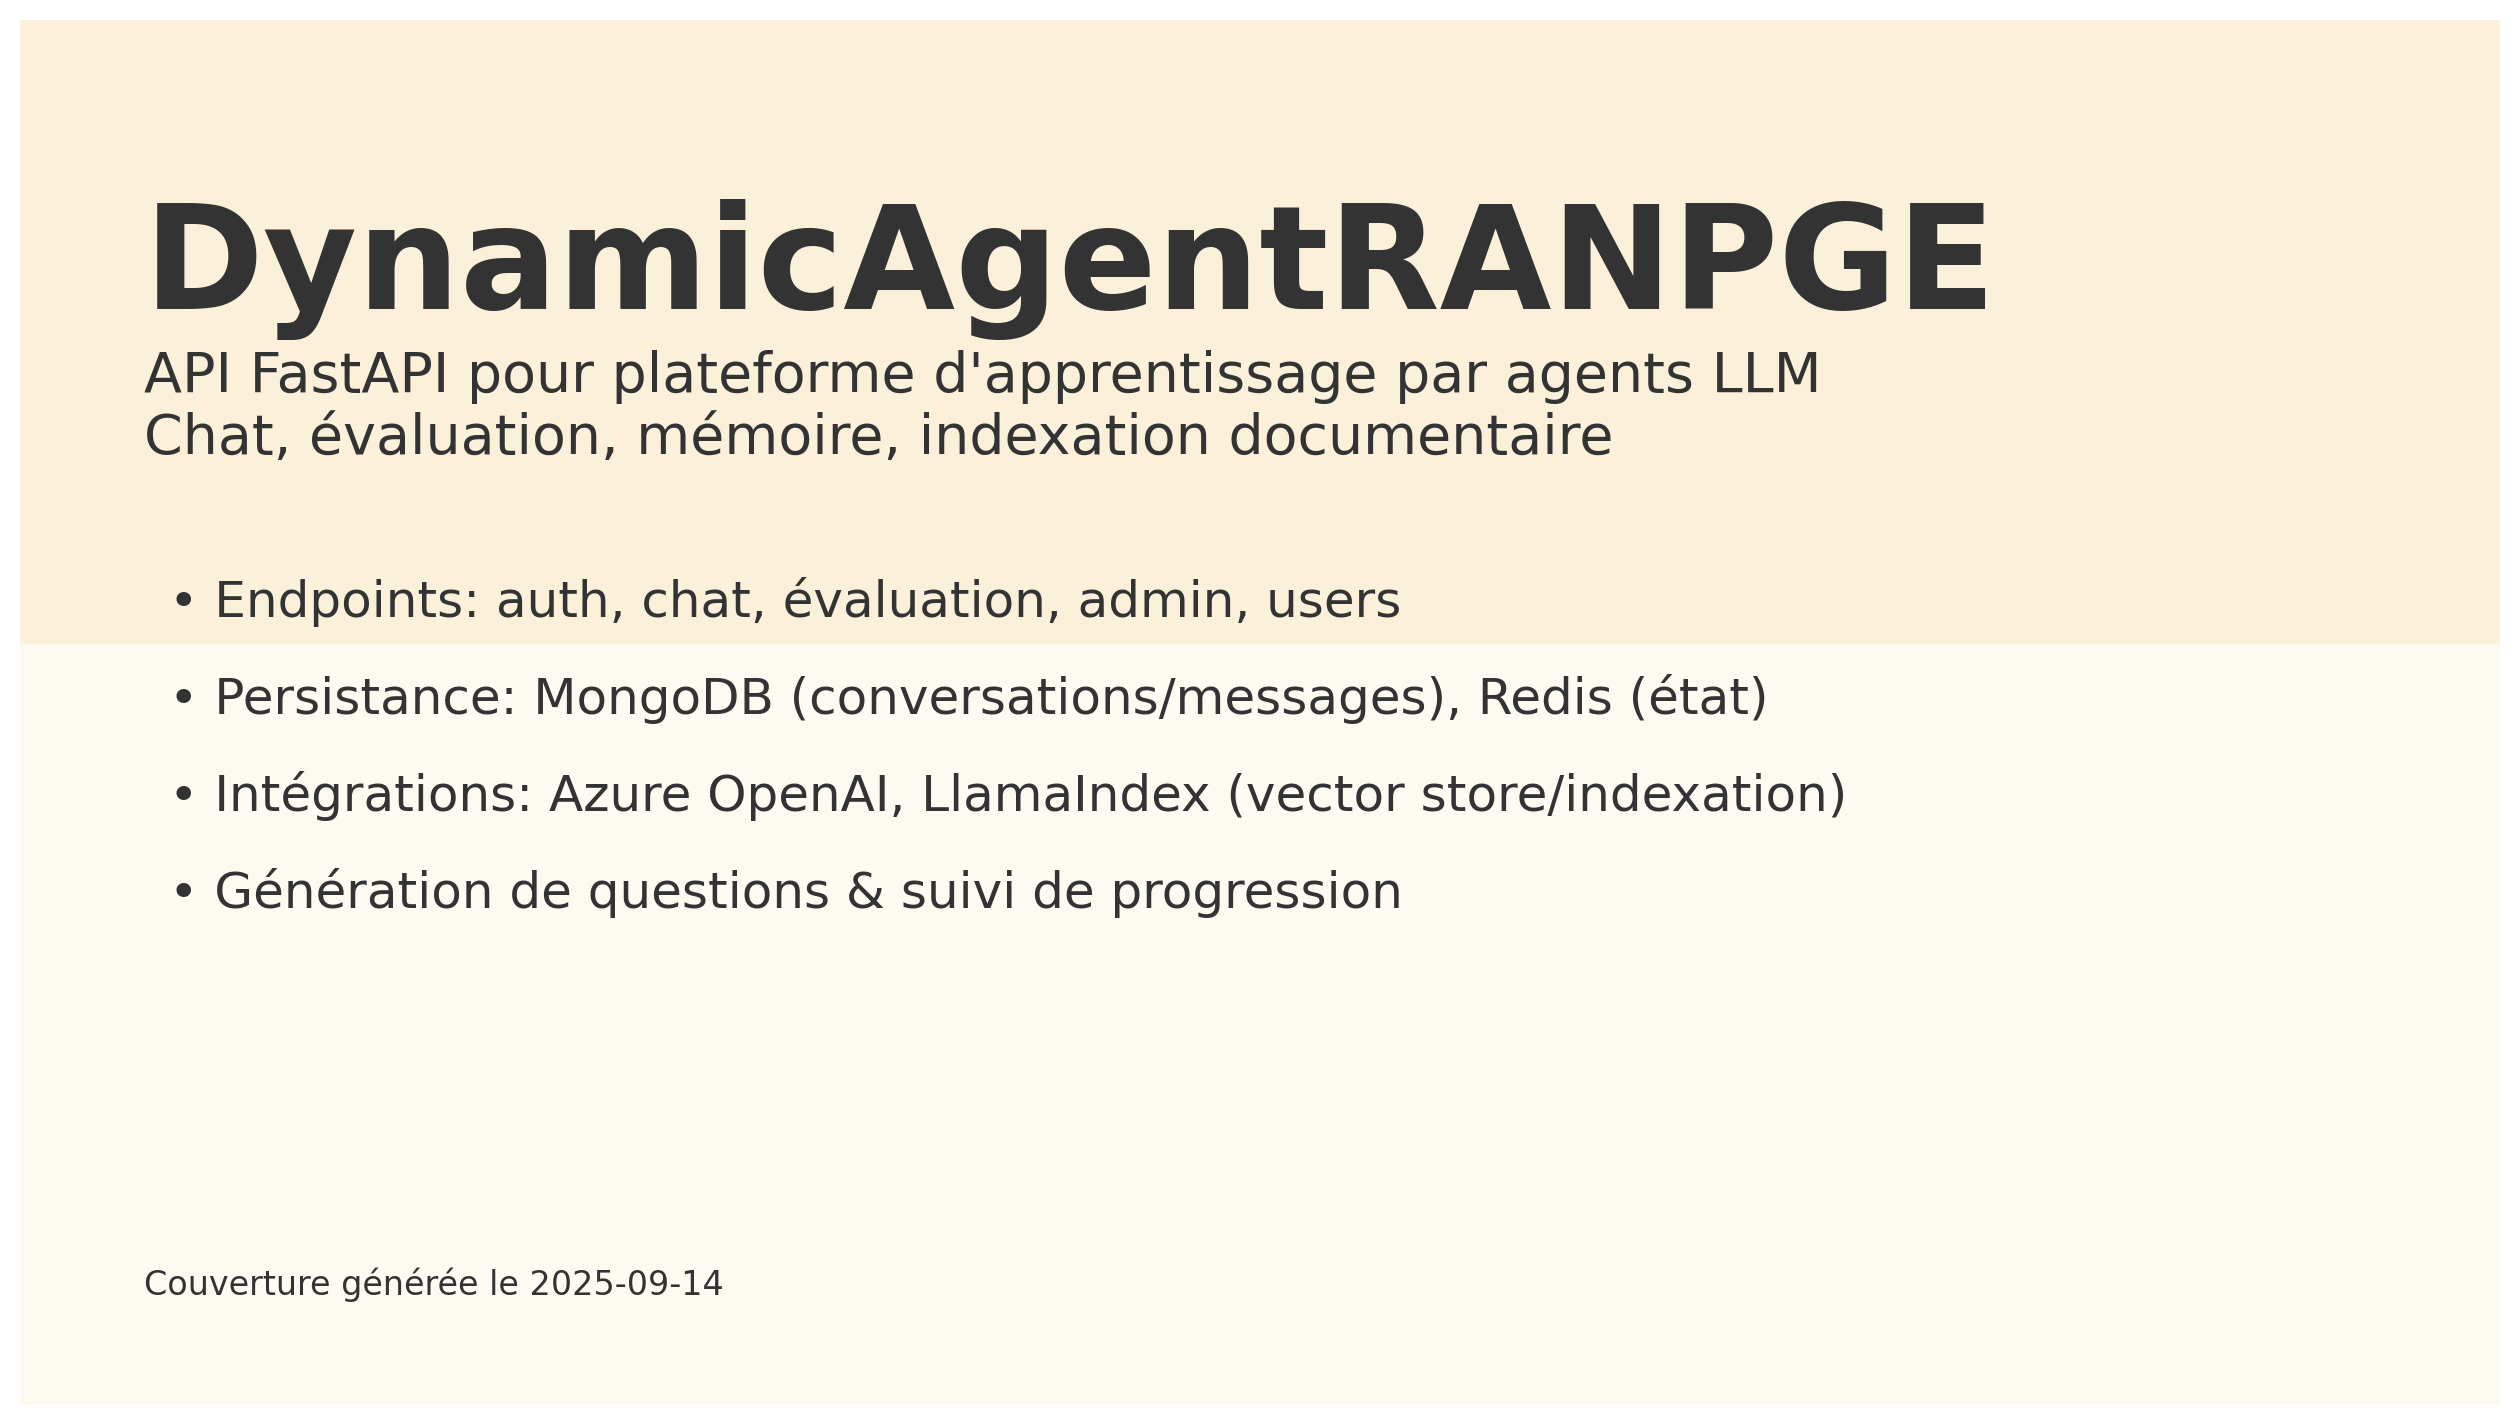 DynamicAgentRANPGE
API FastAPI pour plateforme d'apprentissage par agents LLM
Chat, évaluation, mémoire, indexation documentaire
• Endpoints: auth, chat, évaluation, admin, users
• Persistance: MongoDB (conversations/messages), Redis (état)
• Intégrations: Azure OpenAI, LlamaIndex (vector store/indexation)
• Génération de questions & suivi de progression
Couverture générée le 2025-09-14